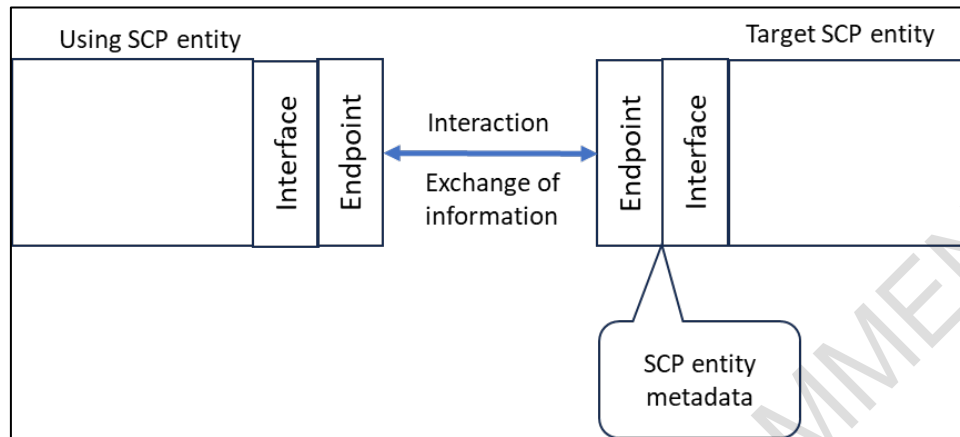 Using SCP entity
Target SCP entity
Interface
Endpoint
Interaction
Exchange of
information
Endpoint
Interface
SCP entity
metadata